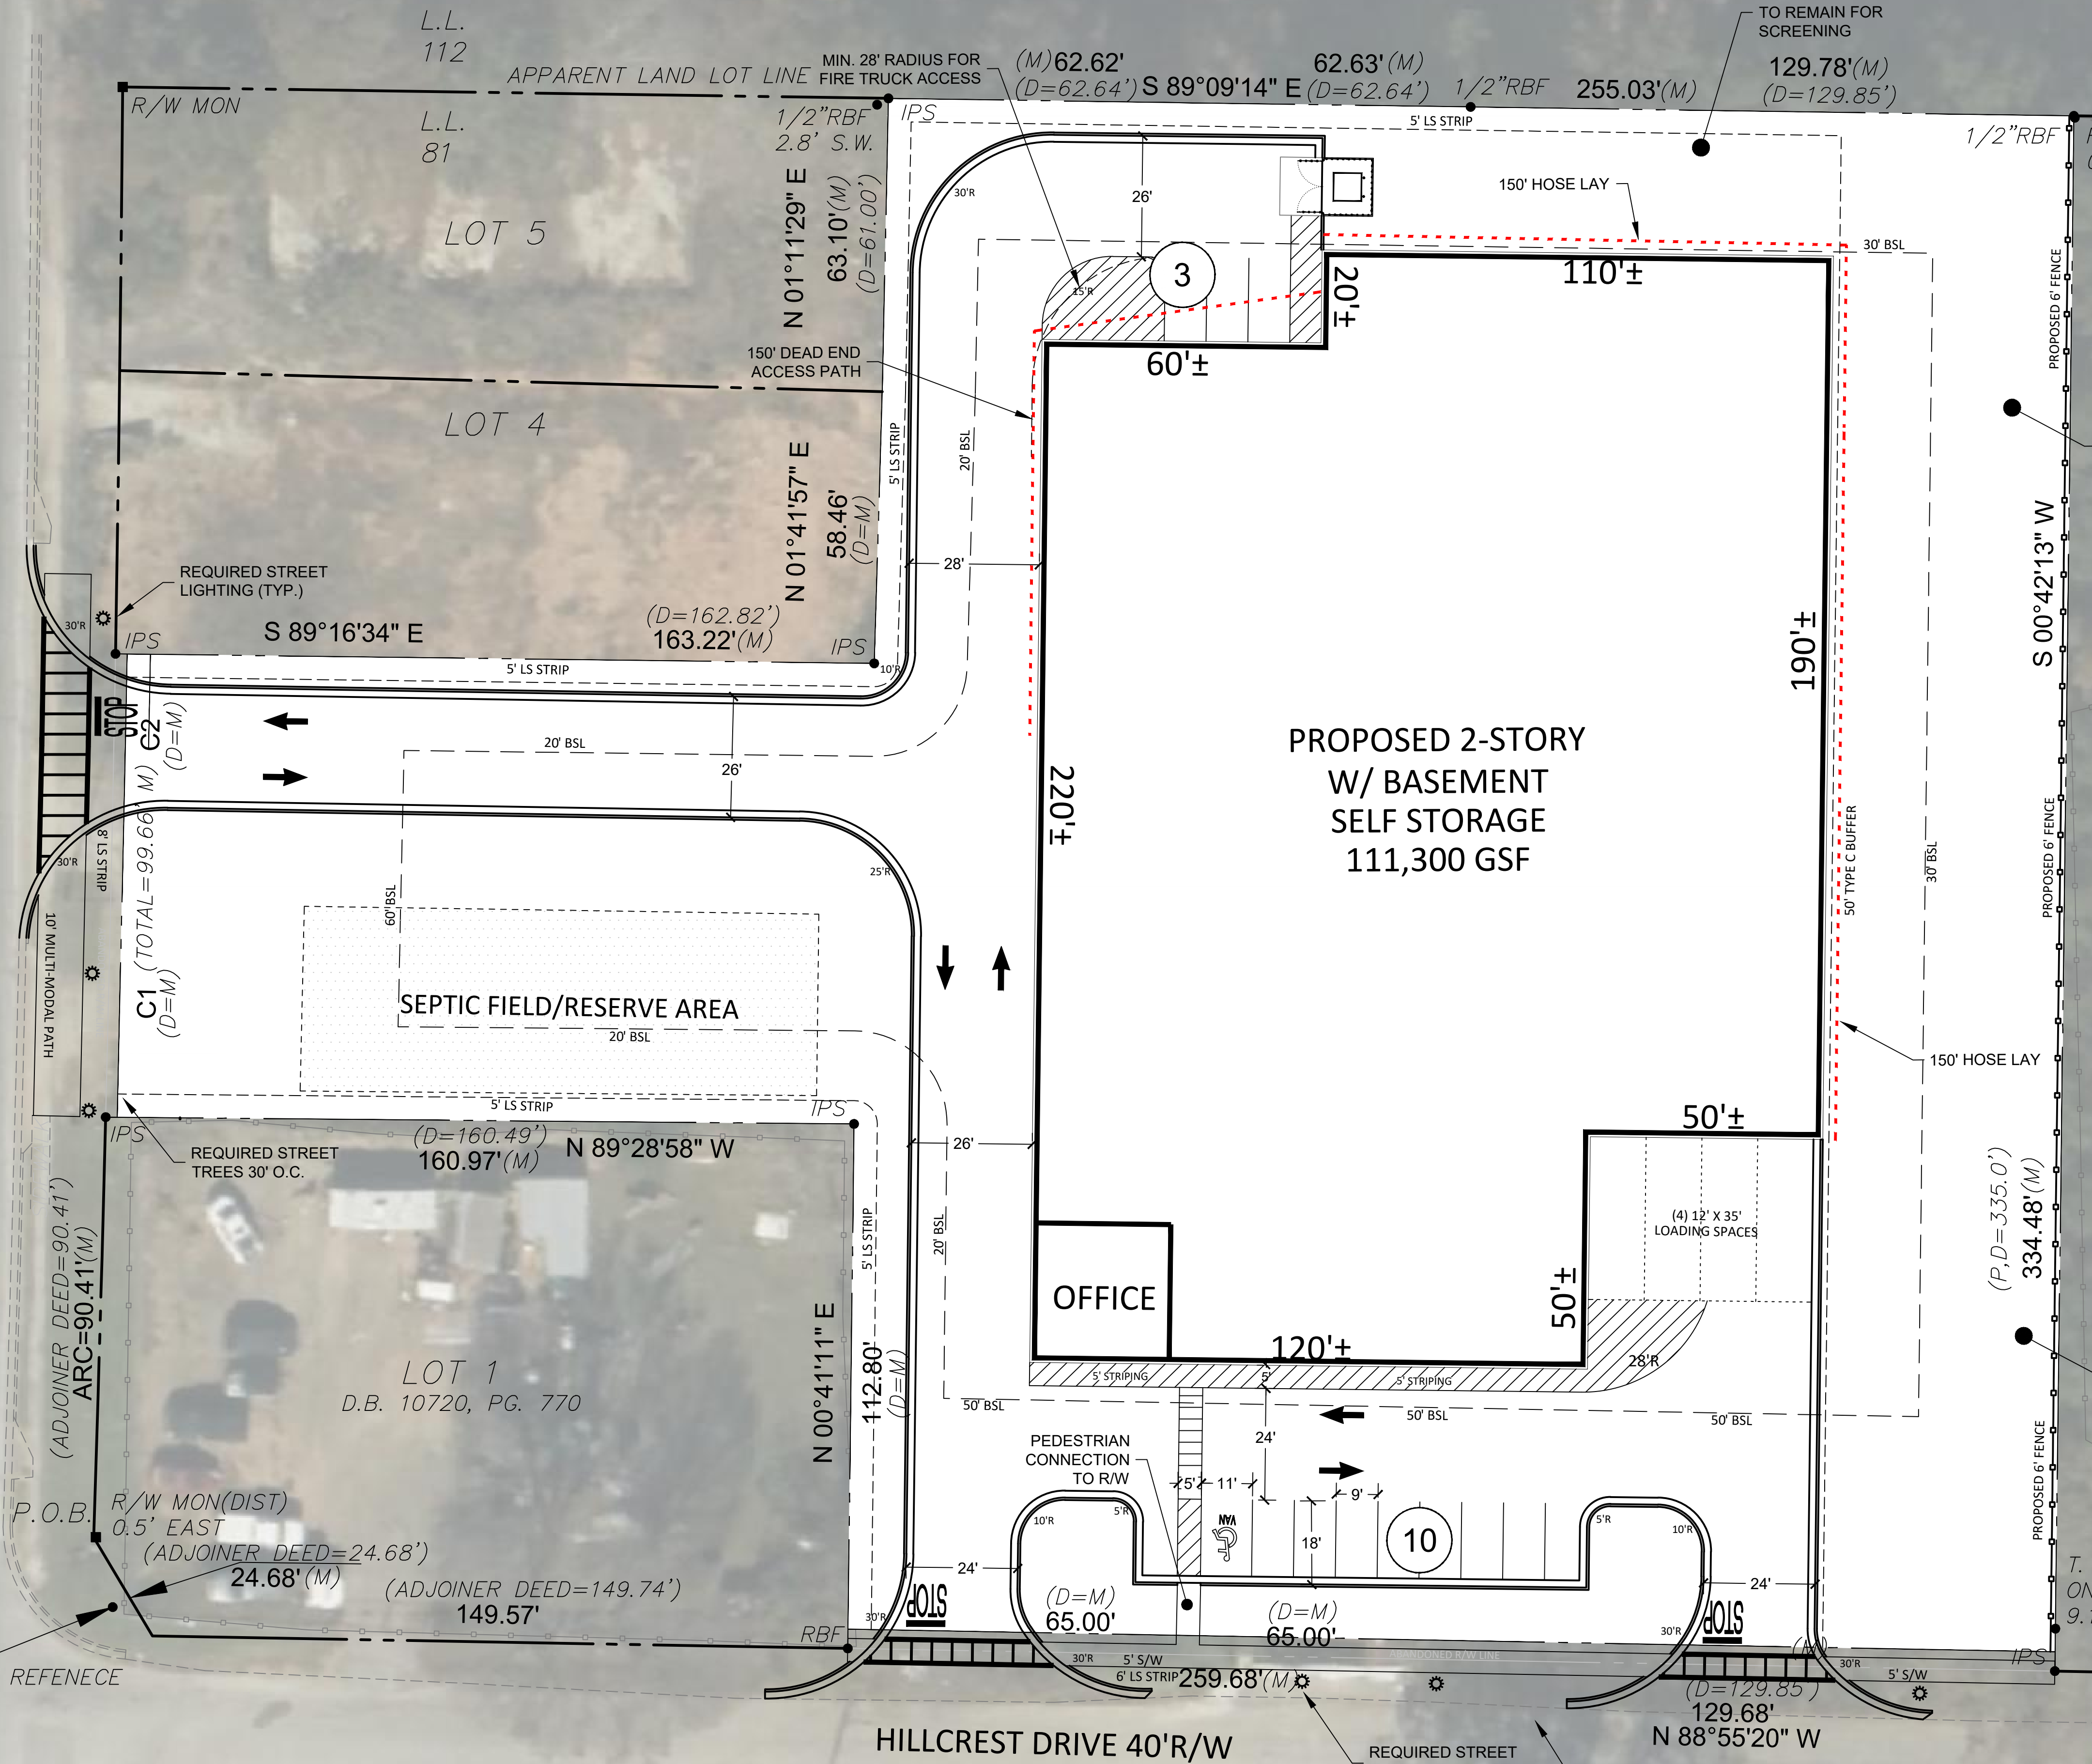 L.L.
112
APPARENT LAND LOT LINE
MIN. 28' RADIUS FOR
FIRE TRUCK ACCESS
(M)62.62'
(D=62.64')
S 89°09'14" E
62.63'(M)
(D=62.64')
1/2"RBF
255.03'(M)
TO REMAIN FOR
SCREENING
129.78'(M)
(D=129.85')
R/W MON
L.L.
81
1/2"RBF
2.8' S.W.
IPS
5' LS STRIP
1/2"RBF
LOT 5
N 01°11'29" E
63.10'(M)
(D=61.00')
30'R
26'
150' HOSE LAY
30' BSL
PROPOSED 6' FENCE
3
15'R
20'±
110'±
150' DEAD END
ACCESS PATH
60'±
LOT 4
N 01°41'57" E
58.46'
(D=M)
5' LS STRIP
20' BSL
28'
S 00°42'13" W
REQUIRED STREET
LIGHTING (TYP.)
30'R
IPS
S 89°16'34" E
(D=162.82')
163.22'(M)
IPS
10'R
5' LS STRIP
190'±
STOP
C2
(D=M)
20' BSL
26'
PROPOSED 2-STORY
W/ BASEMENT
SELF STORAGE
111,300 GSF
220'±
50' TYPE C BUFFER
30' BSL
PROPOSED 6' FENCE
30'R
8' LS STRIP
C1 (TOTAL=99.66' M)
(D=M)
60' BSL
25'R
10' MULTI-MODAL PATH
SEPTIC FIELD/RESERVE AREA
20' BSL
150' HOSE LAY
5' LS STRIP
IPS
IPS
REQUIRED STREET
TREES 30' O.C.
(D=160.49')
160.97'(M)
N 89°28'58" W
26'
50'±
(P,D=335.0')
334.48'(M)
(ADJOINER DEED=90.41')
ARC=90.41'(M)
5' LS STRIP
20' BSL
(4) 12' X 35'
LOADING SPACES
OFFICE
50'±
120'±
28'R
5' STRIPING
5'
5' STRIPING
LOT 1
D.B. 10720, PG. 770
N 00°41'11" E
112.80'
(D=M)
50' BSL
50' BSL
50' BSL
PEDESTRIAN
CONNECTION
TO R/W
24'
5'
11'
9'
PROPOSED 6' FENCE
P.O.B.
R/W MON(DIST)
0.5' EAST
(ADJOINER DEED=24.68')
24.68'(M)
(ADJOINER DEED=149.74')
149.57'
10'R
5'R
VAN
18'
10
5'R
10'R
24'
24'
STOP
STOP
(D=M)
65.00'
(D=M)
65.00'
30'R
30'R
T.
ON
9.1
RBF
30'R
5' S/W
6' LS STRIP
259.68'(M)
ABANDONED R/W LINE
(M)
30'R
5' S/W
IPS
REFENECE
(D=129.85')
129.68'
N 88°55'20" W
HILLCREST DRIVE 40'R/W
REQUIRED STREET